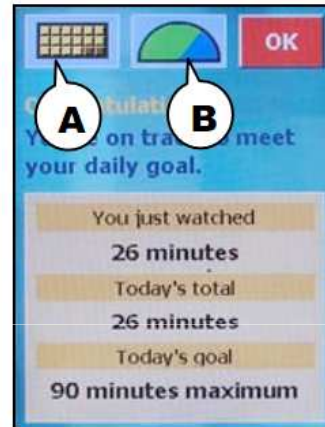 OK
A
B
on
meet
your daily goal.
You just watched
26 minutes
Today's total
26 minutes
Today's goal
90 minutes maximum